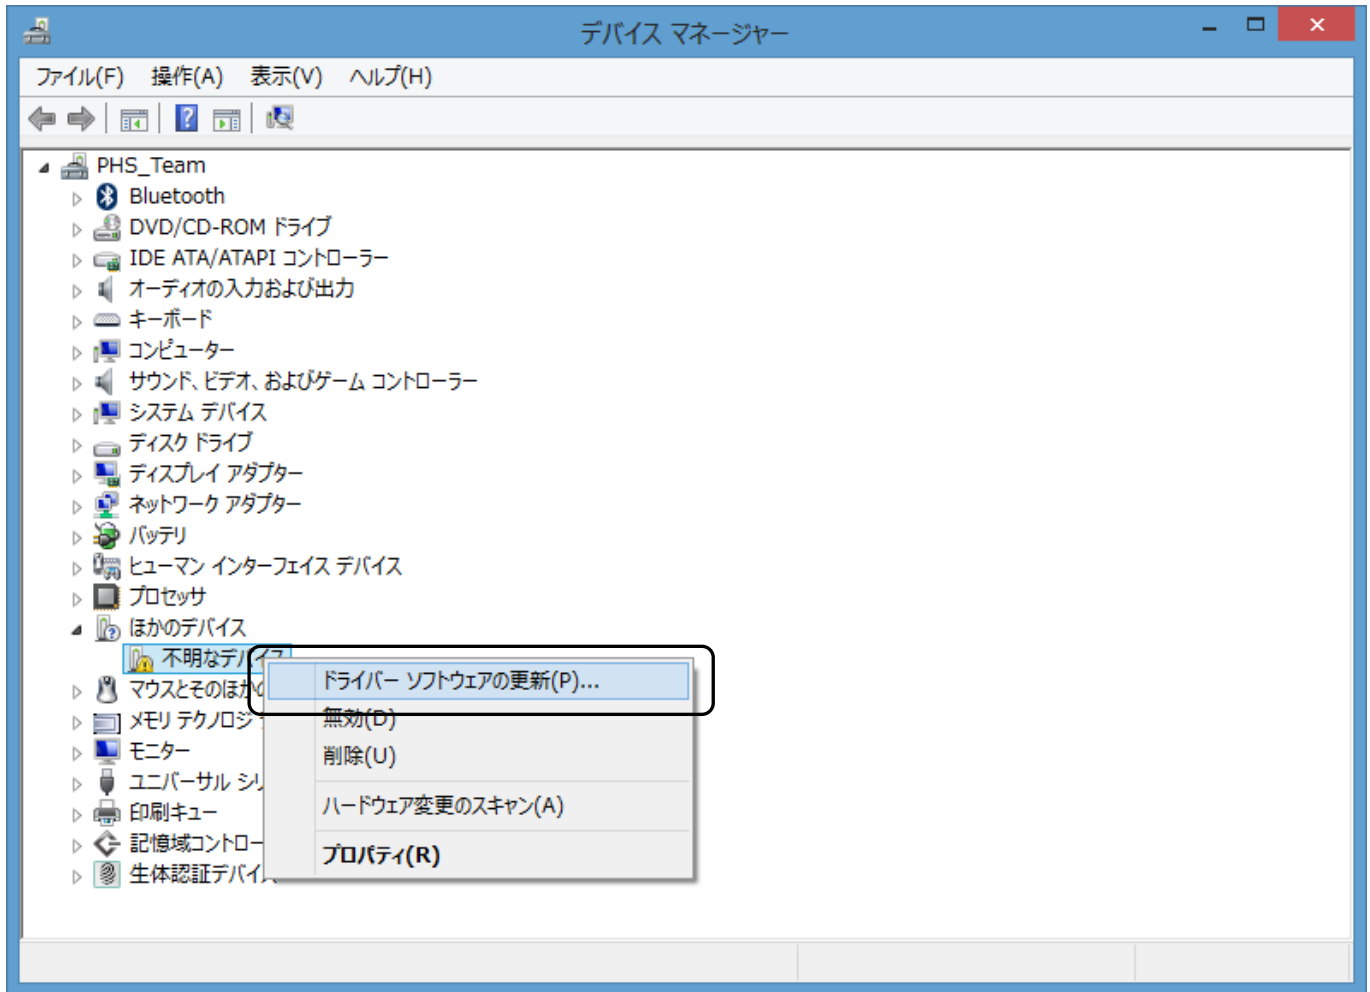 デバイス マネージャー
ファイル(F) 操作(A) 表示(V) ヘルプ(H)
PHS_Team
Bluetooth
DVD/CD-ROM ドライブ
IDE ATA/ATAPI コントローラー
オーディオの入力および出力
キーボード
コンピューター
サウンド、ビデオ、およびゲーム コントローラー
システム デバイス
ディスク ドライブ
ディスプレイ アダプター
ネットワーク アダプター
バッテリ
ヒューマン インターフェイス デバイス
プロセッサ
ほかのデバイス
不明なデバイス
マウスとそのほか
メモリ テクノロジ
モニター
ユニバーサル シリ
印刷キュー
記憶域コントロー
生体認証デバイ
ドライバー ソフトウェアの更新(P)...
無効(D)
削除(U)
ハードウェア変更のスキャン(A)
プロパティ(R)